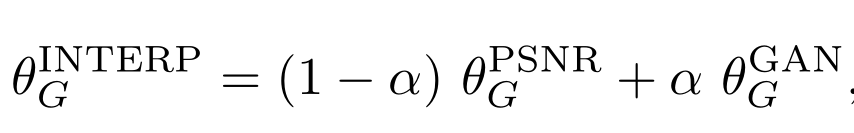 θ_G^INTERP = (1 − α) θ_G^PSNR + α θ_G^GAN,